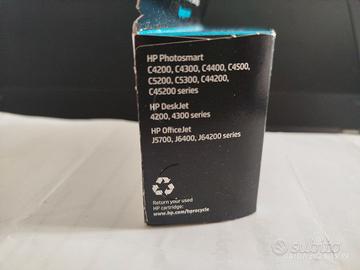 HP Photosmart
C4200, C4300, C4400, C4500,
C5200, C5300, C44200,
C45200 series
HP DeskJet
4200, 4300 series
HP OfficeJet
J5700, J6400, J64200 series
Return your used
HP cartridge:
www.hp.com/hprecycle
subito